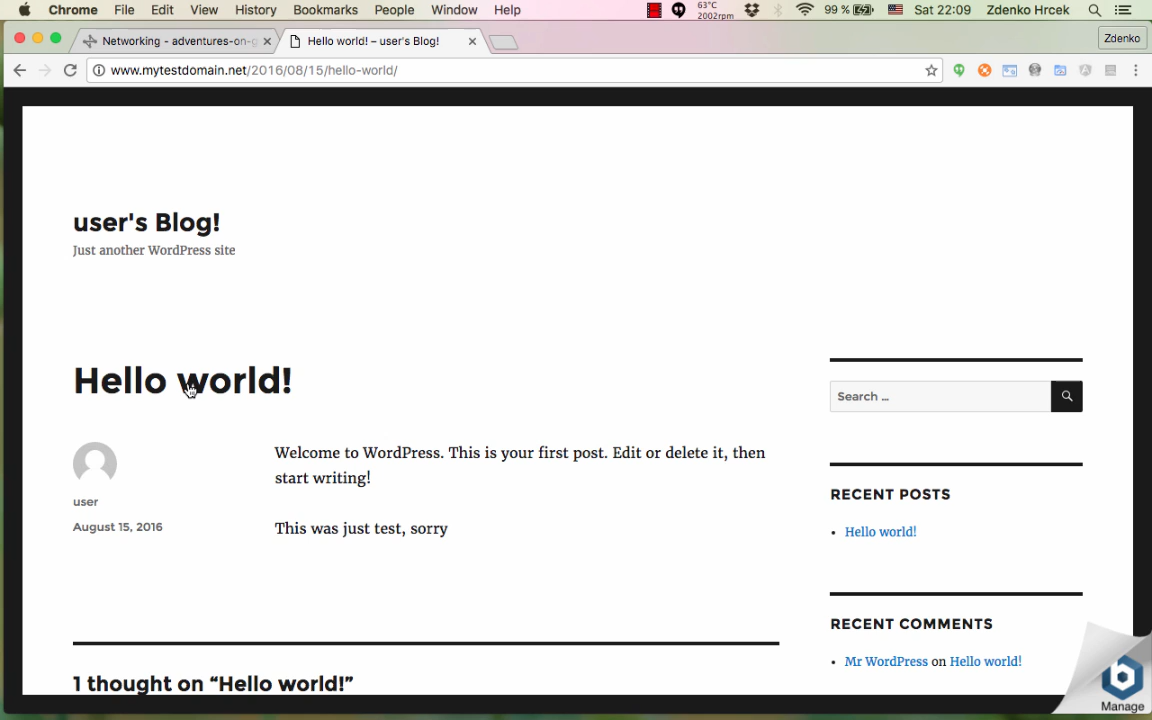 Chrome File Edit View History Bookmarks People Window Help 63°C 2002rpm 99 % Sat 22:09 Zdenko Hrcek
Networking - adventures-on-g Hello world! – user's Blog! Zdenko
www.mytestdomain.net/2016/08/15/hello-world/
user's Blog!
Just another WordPress site
Hello world!
Search …
user
August 15, 2016
Welcome to WordPress. This is your first post. Edit or delete it, then
start writing!
This was just test, sorry
RECENT POSTS
Hello world!
RECENT COMMENTS
Mr WordPress on Hello world!
1 thought on “Hello world!”
Manage